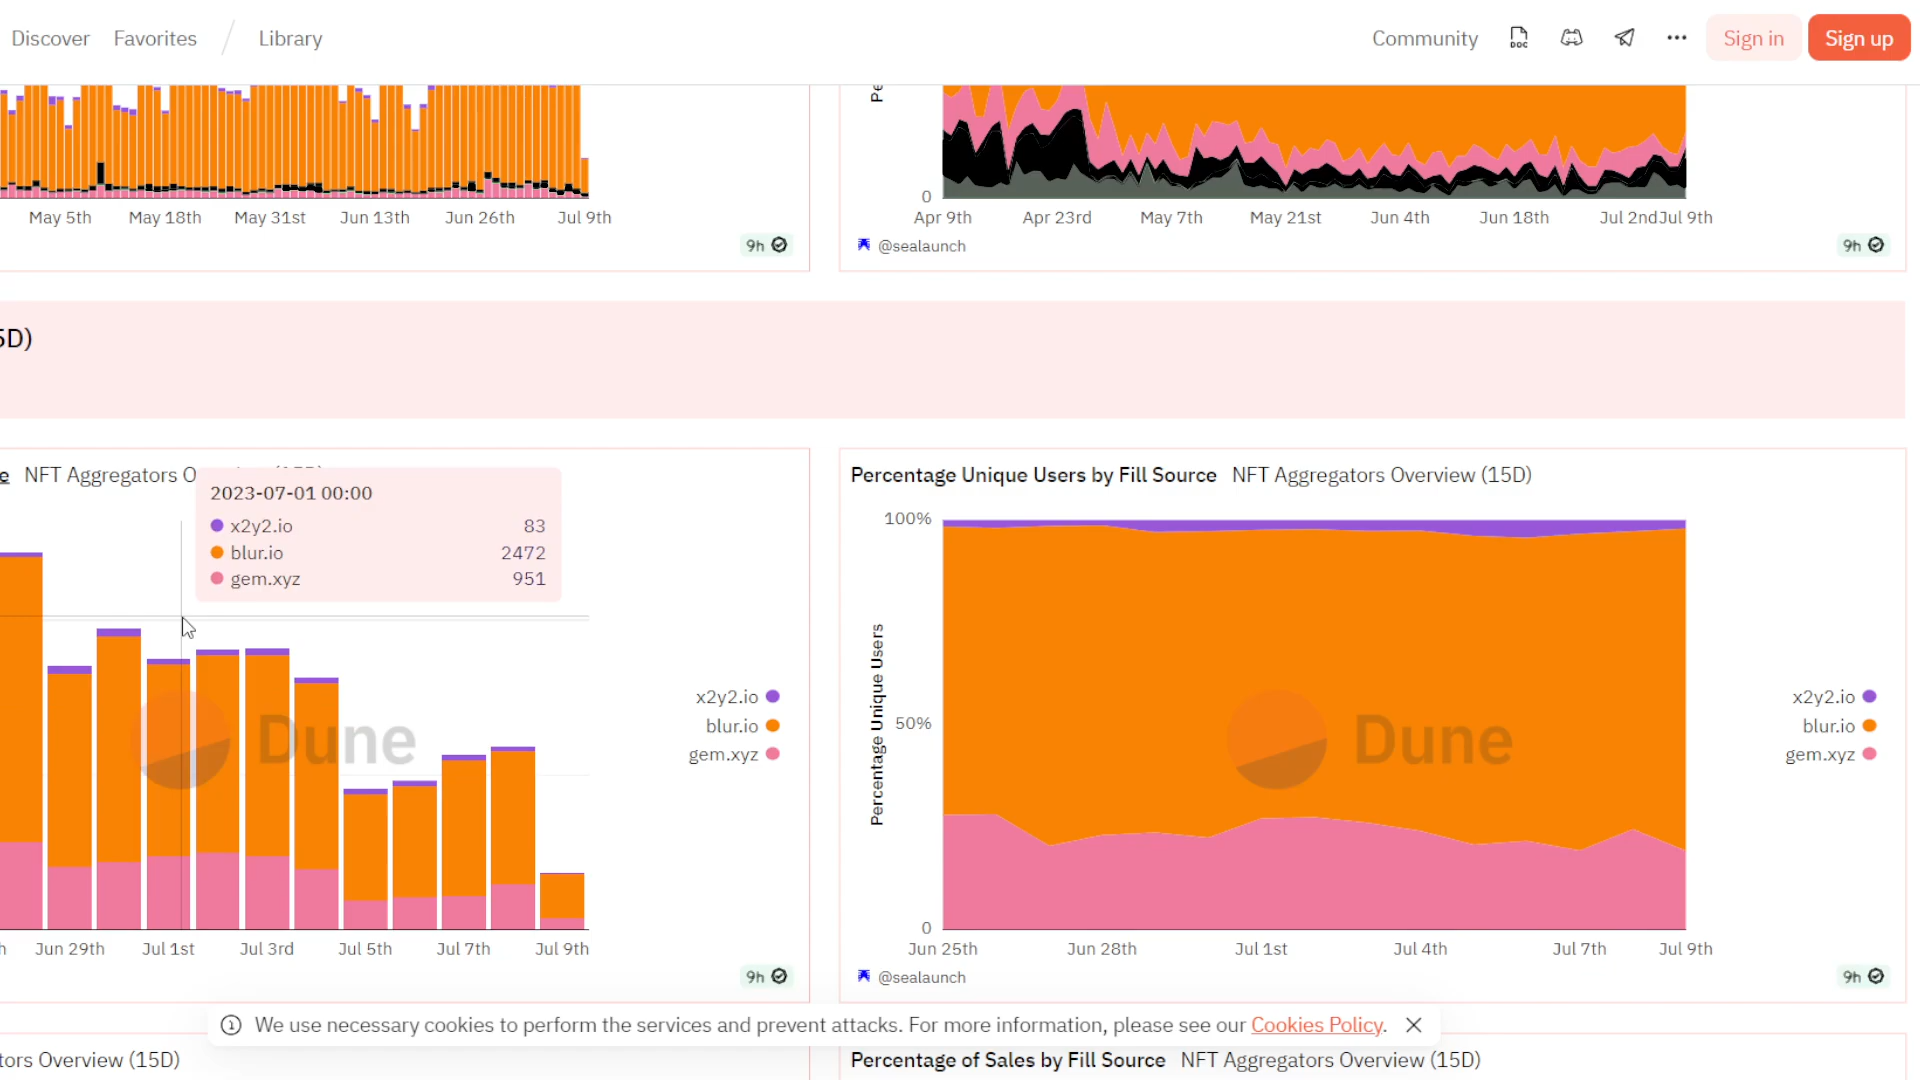 Discover Favorites Library Community DOC Sign in Sign up
0
May 5th May 18th May 31st Jun 13th Jun 26th Jul 9th
Apr 9th Apr 23rd May 7th May 21st Jun 4th Jun 18th Jul 2nd Jul 9th
9h
@sealaunch
9h
5D)
NFT Aggregators O
2023-07-01 00:00
x2y2.io 83
blur.io 2472
gem.xyz 951
x2y2.io
blur.io
gem.xyz
Dune
Jun 29th Jul 1st Jul 3rd Jul 5th Jul 7th Jul 9th
9h
Percentage Unique Users by Fill Source NFT Aggregators Overview (15D)
100%
50%
0
Percentage Unique Users
Dune
x2y2.io
blur.io
gem.xyz
Jun 25th Jun 28th Jul 1st Jul 4th Jul 7th Jul 9th
@sealaunch
9h
We use necessary cookies to perform the services and prevent attacks. For more information, please see our Cookies Policy.
tors Overview (15D)
Percentage of Sales by Fill Source NFT Aggregators Overview (15D)